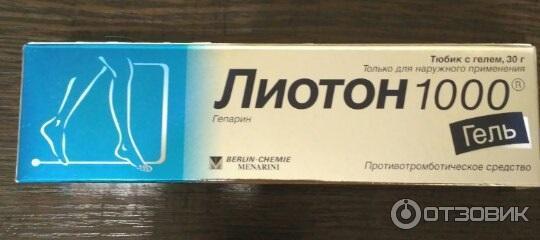 Тюбик с гелем, 30 г
Только для наружного применения
ЛИОТОН 1000®
Гепарин
Гель
BERLIN-CHEMIE
MENARINI
Противотромботическое средство
ОТЗОВИК